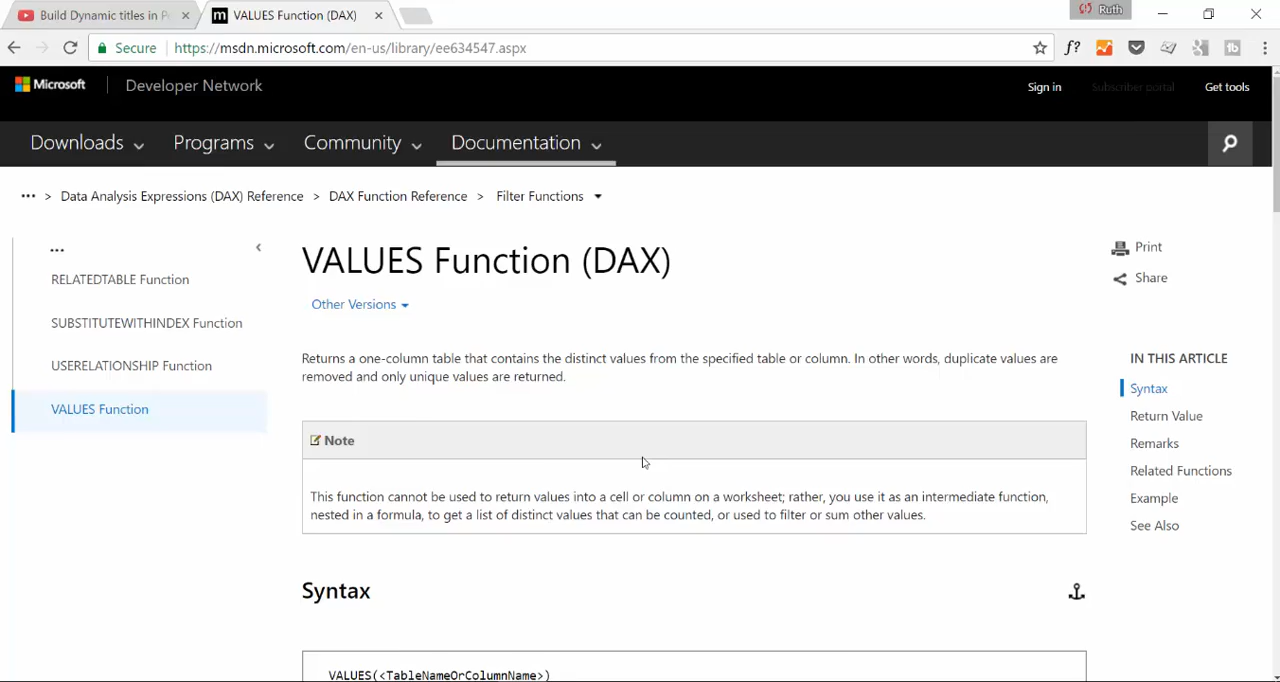 Build Dynamic titles in P
VALUES Function (DAX)
Ruth
Secure
https://msdn.microsoft.com/en-us/library/ee634547.aspx
f?
Microsoft
Developer Network
Sign in
Subscriber portal
Get tools
Downloads
Programs
Community
Documentation
... > Data Analysis Expressions (DAX) Reference > DAX Function Reference > Filter Functions
...
RELATEDTABLE Function
SUBSTITUTEWITHINDEX Function
USERELATIONSHIP Function
VALUES Function
VALUES Function (DAX)
Other Versions
Returns a one-column table that contains the distinct values from the specified table or column. In other words, duplicate values are
removed and only unique values are returned.
Note
This function cannot be used to return values into a cell or column on a worksheet; rather, you use it as an intermediate function,
nested in a formula, to get a list of distinct values that can be counted, or used to filter or sum other values.
Syntax
VALUES(<TableNameOrColumnName>)
Print
Share
IN THIS ARTICLE
Syntax
Return Value
Remarks
Related Functions
Example
See Also